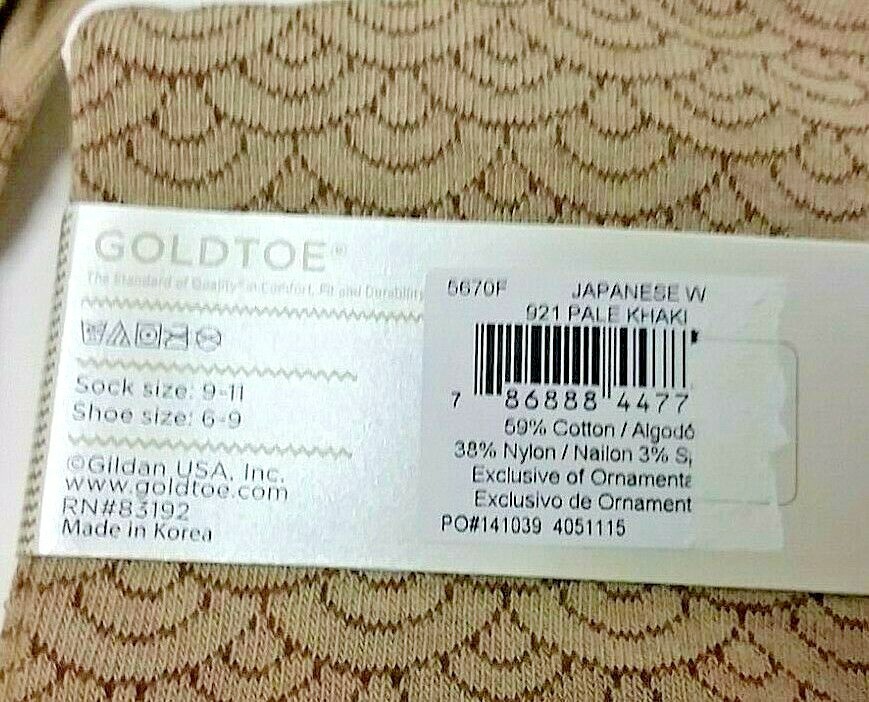 GOLDTOE®
The Standard of Quality® in Comfort, Fit and Durability
Sock size: 9-11
Shoe size: 6-9
©Gildan USA, Inc.
www.goldtoe.com
RN#83192
Made in Korea
5670F JAPANESE W
921 PALE KHAKI
7 86888 4477
59% Cotton / Algodó
38% Nylon / Nailon 3% S
Exclusive of Ornamenta
Exclusivo de Ornament
PO#141039 4051115